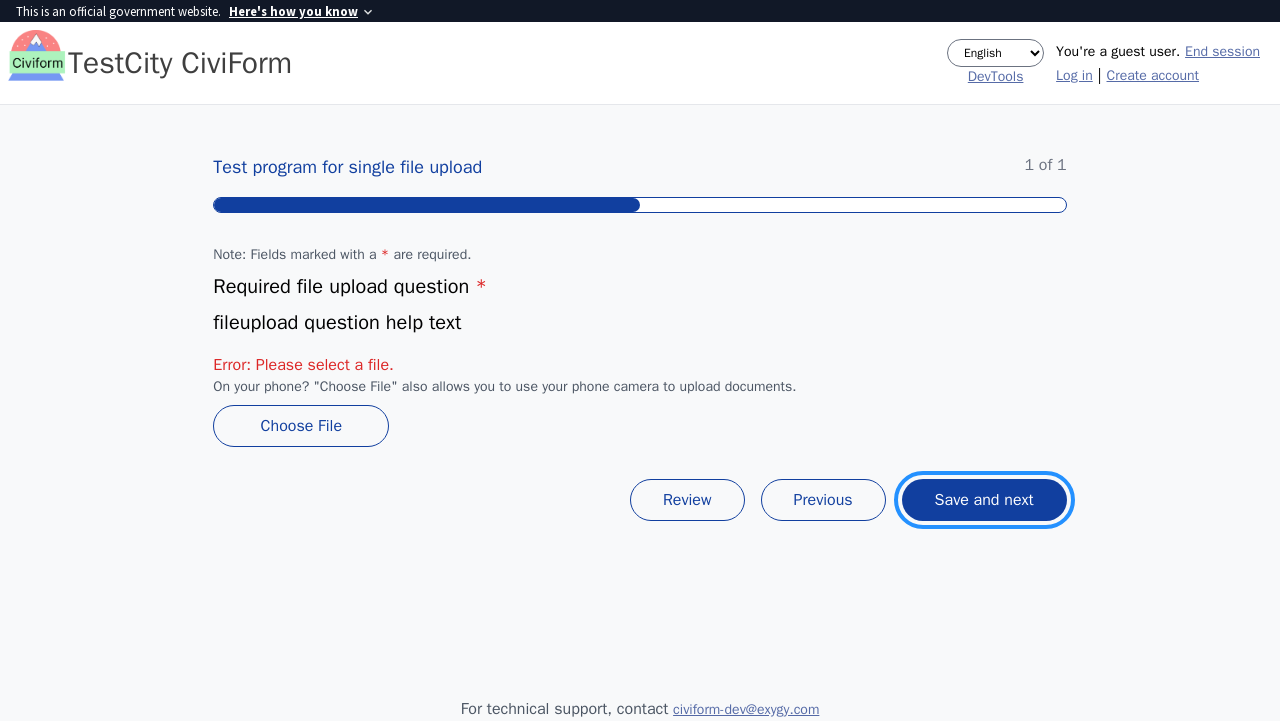 This is an official government website. Here's how you know
Civiform
TestCity CiviForm
English
DevTools
You're a guest user. End session
Log in
Create account
Test program for single file upload
1 of 1
Note: Fields marked with a * are required.
Required file upload question *
fileupload question help text
Error: Please select a file.
On your phone? "Choose File" also allows you to use your phone camera to upload documents.
Choose File
Review
Previous
Save and next
For technical support, contact civiform-dev@exygy.com